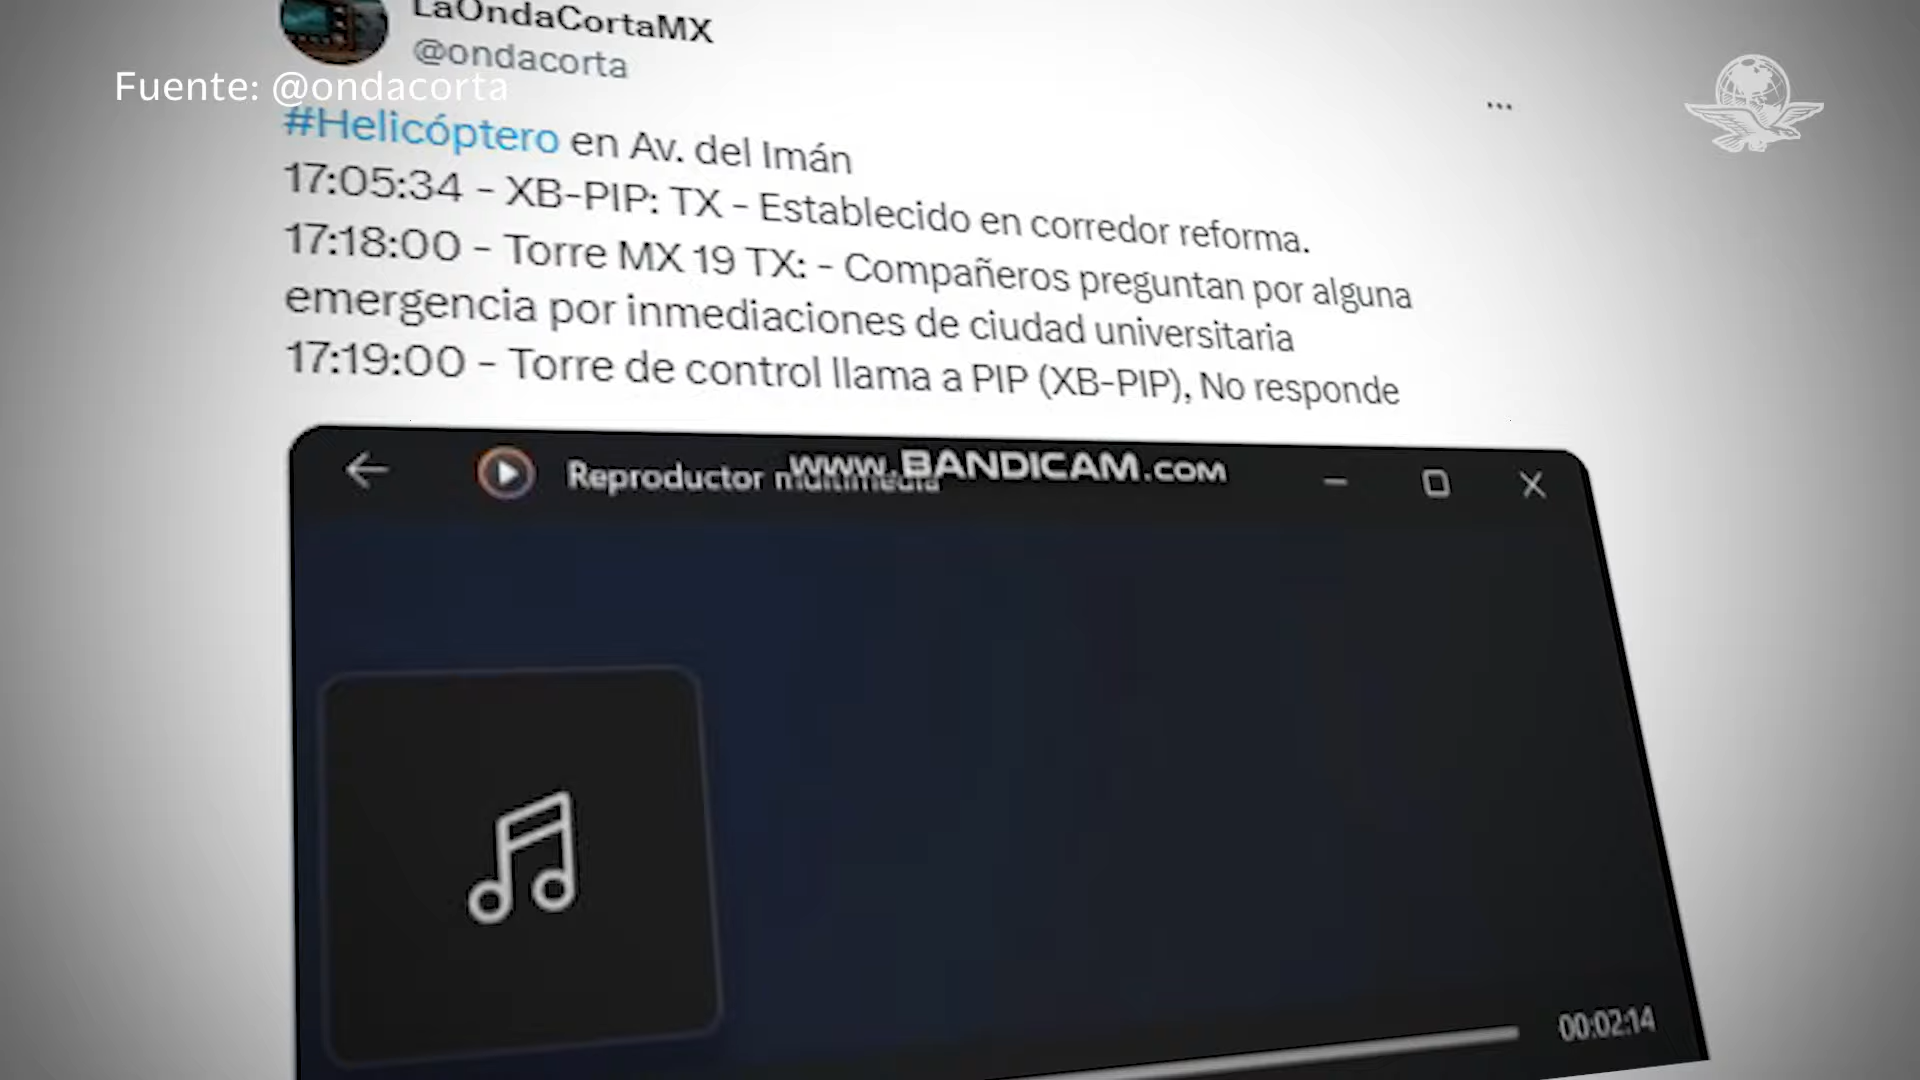 LaOndaCortaMX
@ondacorta
Fuente: @ondacorta
#Helicóptero en Av. del Imán
17:05:34 - XB-PIP: TX - Establecido en corredor reforma.
17:18:00 - Torre MX 19 TX: - Compañeros preguntan por alguna
emergencia por inmediaciones de ciudad universitaria
17:19:00 - Torre de control llama a PIP (XB-PIP), No responde
Reproductor multimedia
www.BANDICAM.COM
00:02:14